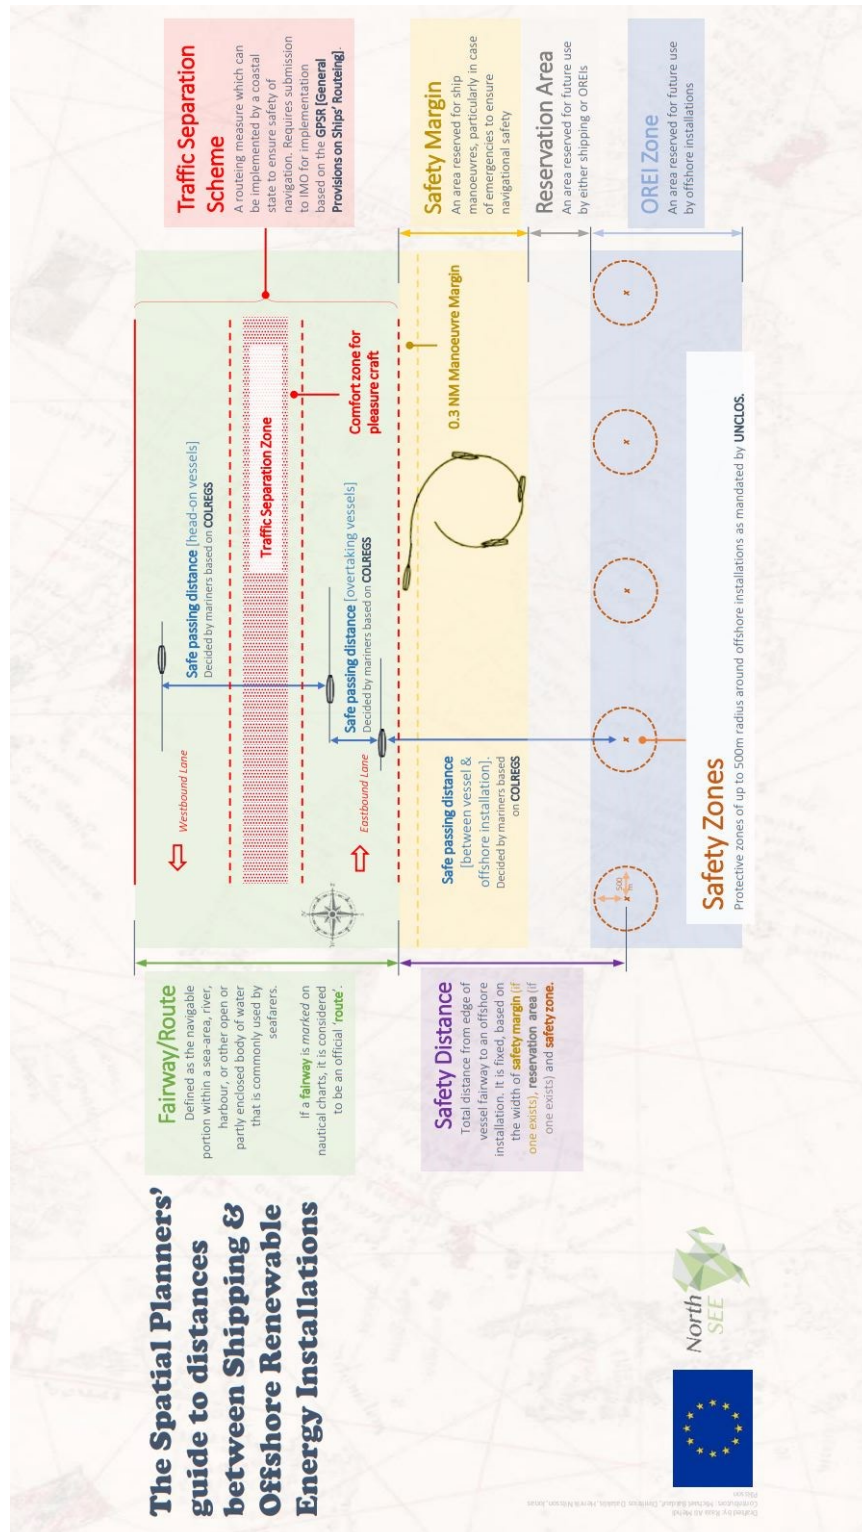 The Spatial Planners’
guide to distances
between Shipping &
Offshore Renewable
Energy Installations
Fairway/Route
Defined as the navigable
portion within a sea-area, river,
harbour, or other open or
partly enclosed body of water
that is commonly used by
seafarers.
If a fairway is marked on
nautical charts, it is considered
to be an official ‘route’.
Safety Distance
Total distance from edge of
vessel fairway to an offshore
installation. It is fixed, based on
the width of safety margin (if
one exists), reservation area (if
one exists) and safety zone.
Westbound Lane
Safe passing distance [head-on vessels]
Decided by mariners based on COLREGS
Traffic Separation Zone
Comfort zone for
pleasure craft
Safe passing distance [overtaking vessels]
Decided by mariners based on COLREGS
Eastbound Lane
0.3 NM Manoeuvre Margin
Safe passing distance
[between vessel &
offshore installation].
Decided by mariners based
on COLREGS
500
m
Safety Zones
Protective zones of up to 500m radius around offshore installations as mandated by UNCLOS.
Traffic Separation
Scheme
A routeing measure which can
be implemented by a coastal
state to ensure safety of
navigation. Requires submission
to IMO for implementation
based on the GPSR [General
Provisions on Ships’ Routeing].
Safety Margin
An area reserved for ship
manoeuvres, particularly in case
of emergencies to ensure
navigational safety
Reservation Area
An area reserved for future use
by either shipping or OREIs
OREI Zone
An area reserved for future use
by offshore installations
North
SEE